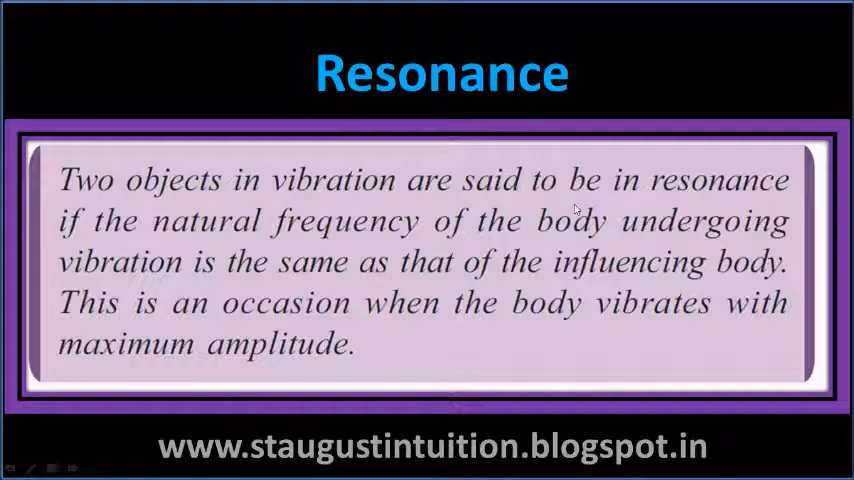 Resonance
Two objects in vibration are said to be in resonance
if the natural frequency of the body undergoing
vibration is the same as that of the influencing body.
This is an occasion when the body vibrates with
maximum amplitude.
www.staugustintuition.blogspot.in